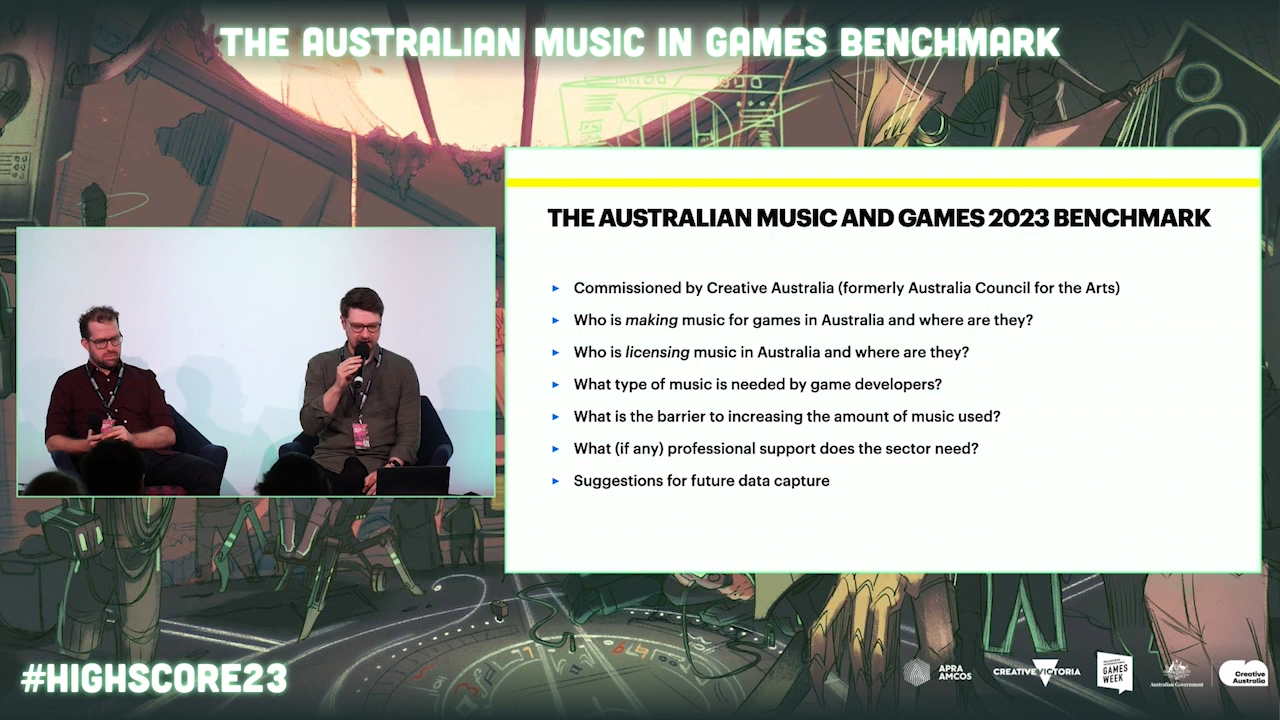 THE AUSTRALIAN MUSIC IN GAMES BENCHMARK
THE AUSTRALIAN MUSIC AND GAMES 2023 BENCHMARK
Commissioned by Creative Australia (formerly Australia Council for the Arts)
Who is making music for games in Australia and where are they?
Who is licensing music in Australia and where are they?
What type of music is needed by game developers?
What is the barrier to increasing the amount of music used?
What (if any) professional support does the sector need?
Suggestions for future data capture
#HIGHSCORE23
APRA
AMCOS
CREATIVE VICTORIA
GAMES
WEEK
Australian Government
Creative
Australia